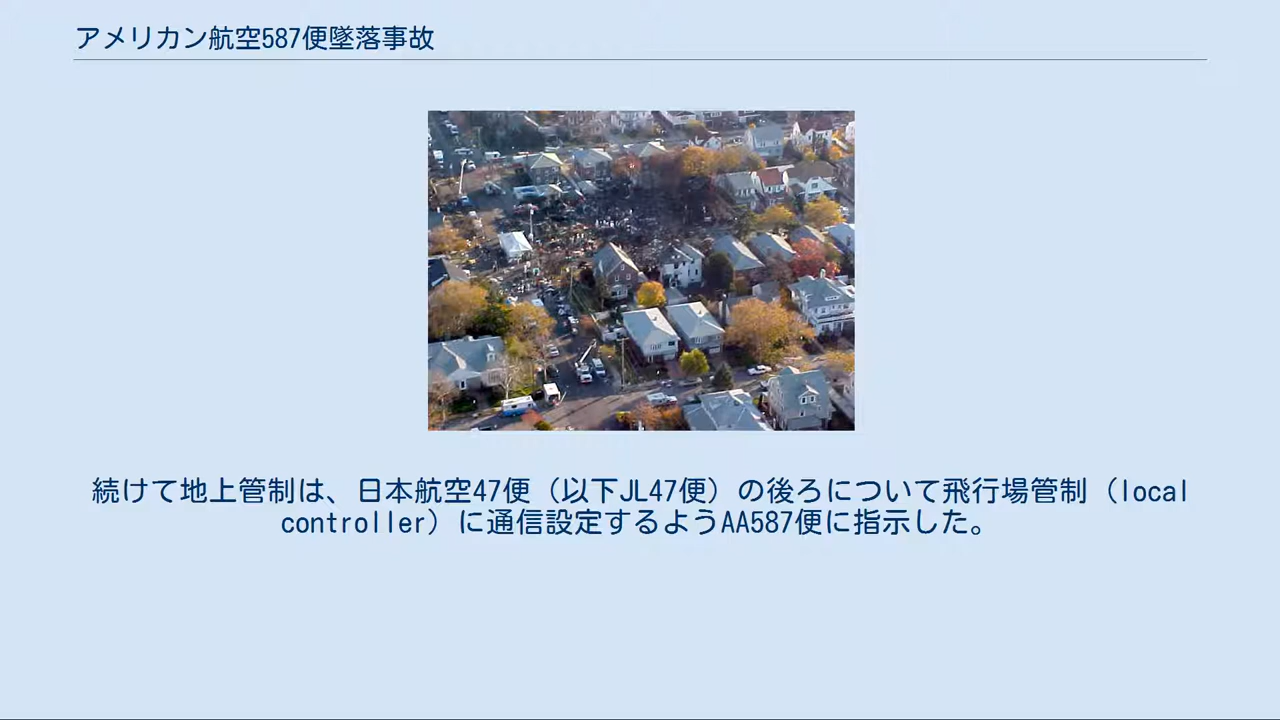 アメリカン航空587便墜落事故
続けて地上管制は、日本航空47便（以下JL47便）の後ろについて飛行場管制（local
controller）に通信設定するようAA587便に指示した。